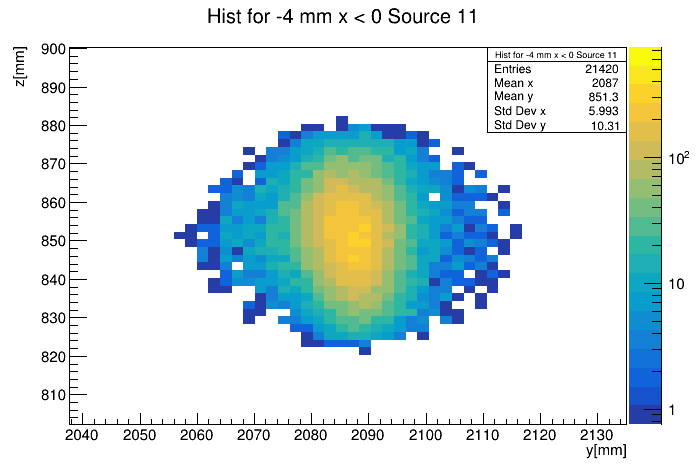 Hist for -4 mm x < 0 Source 11
z[mm]
900
890
880
870
860
850
840
830
820
810
2040 2050 2060 2070 2080 2090 2100 2110 2120 2130
y[mm]
Hist for -4 mm x < 0 Source 11
Entries 21420
Mean x 2087
Mean y 851.3
Std Dev x 5.993
Std Dev y 10.31
10²
10
1